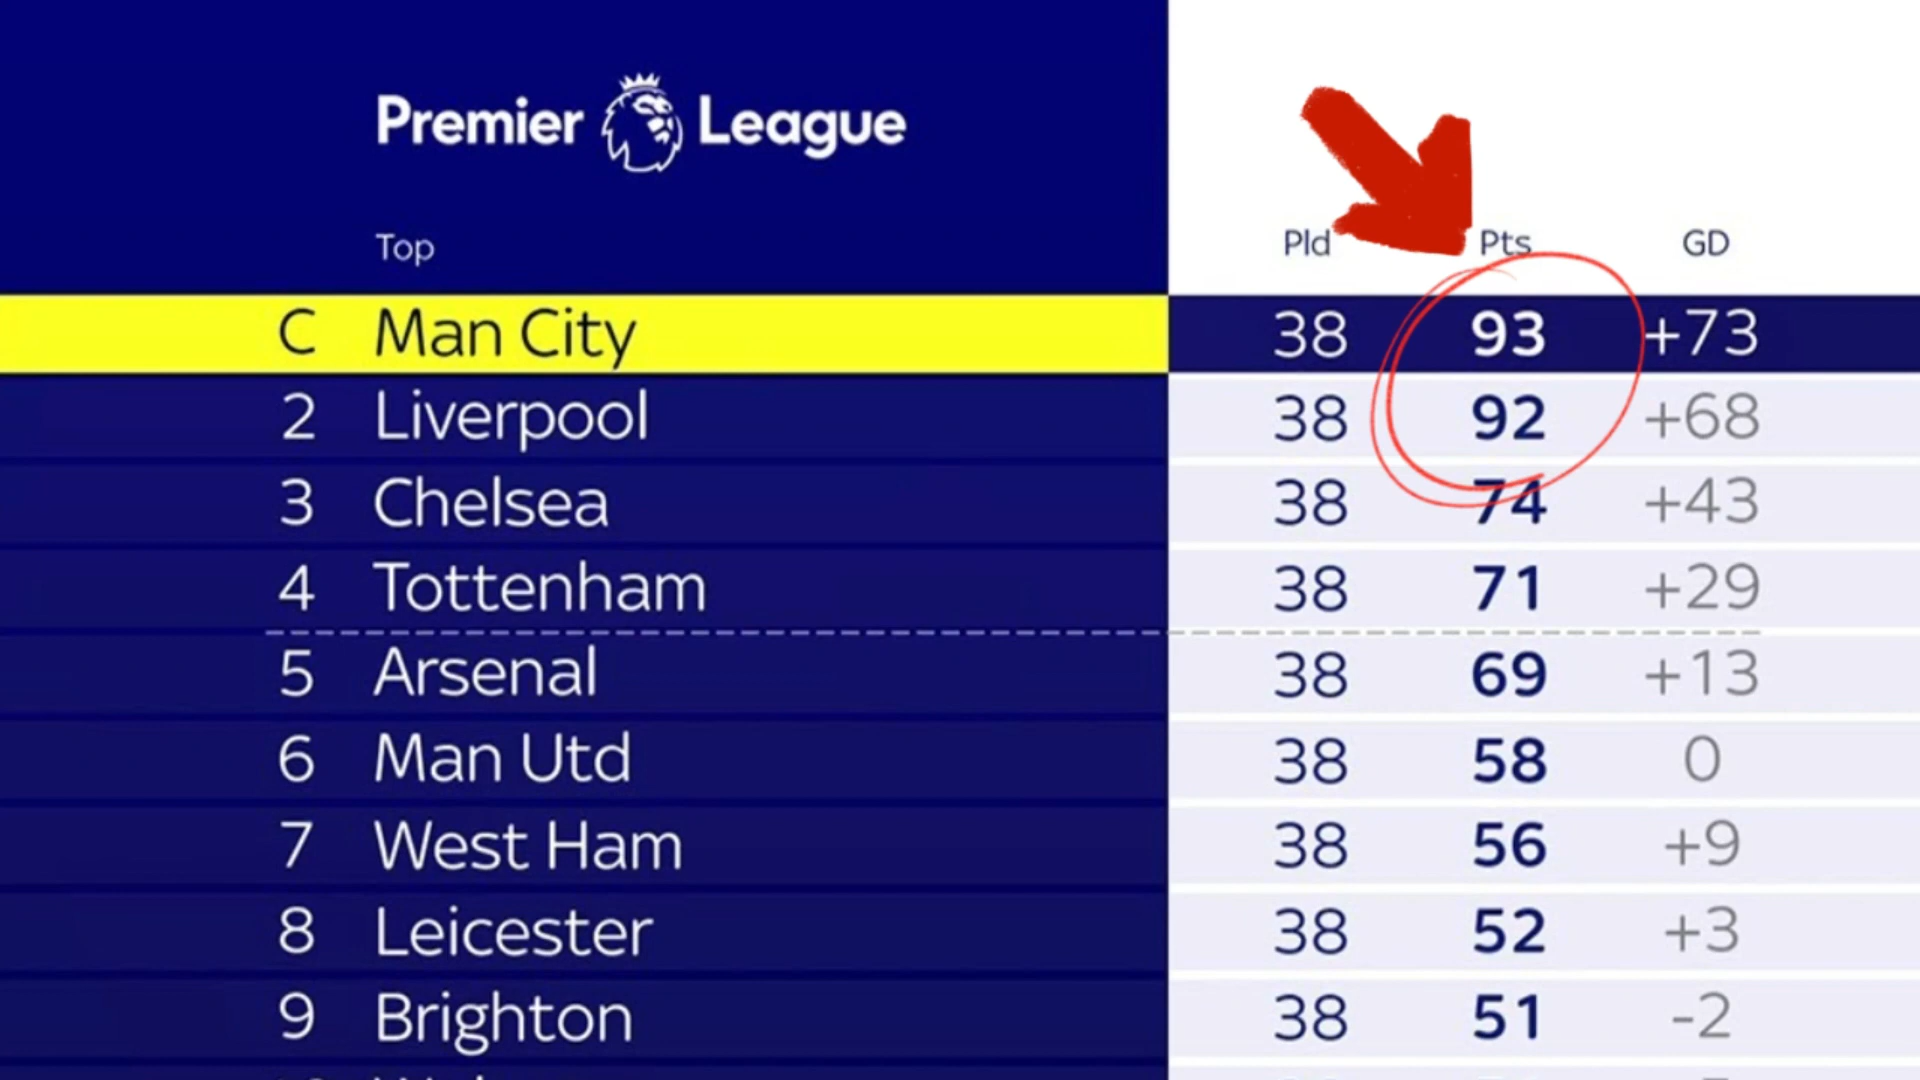 Premier League
Top Pld Pts GD
C Man City 38 93 +73
2 Liverpool 38 92 +68
3 Chelsea 38 74 +43
4 Tottenham 38 71 +29
5 Arsenal 38 69 +13
6 Man Utd 38 58 0
7 West Ham 38 56 +9
8 Leicester 38 52 +3
9 Brighton 38 51 -2